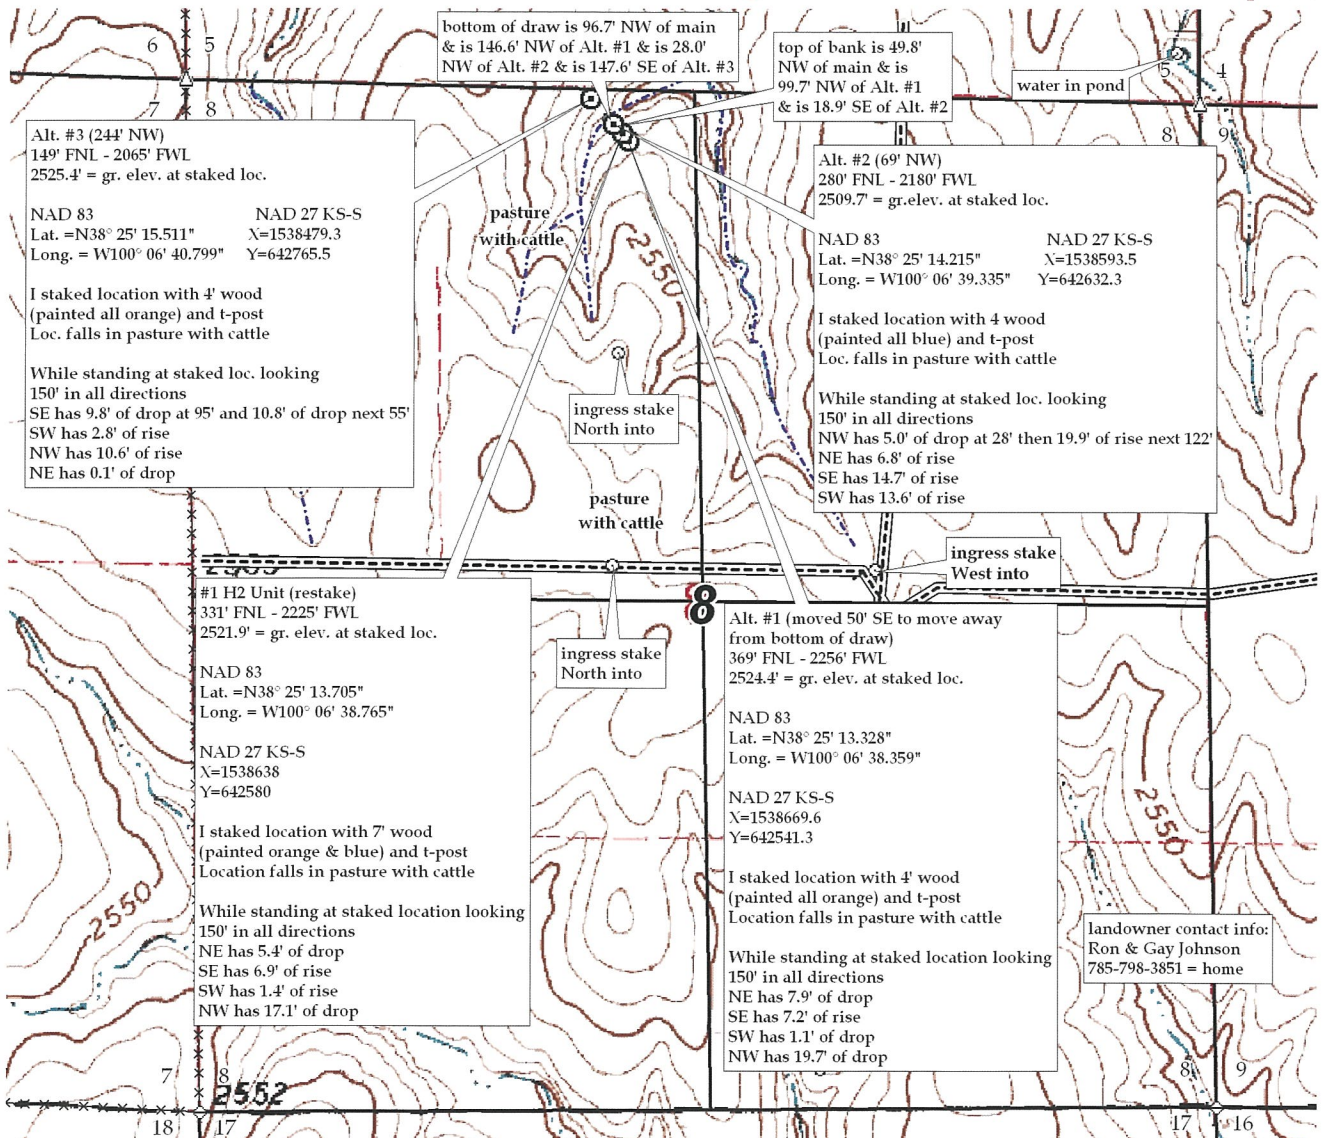 bottom of draw is 96.7' NW of main
& is 146.6' NW of Alt. #1 & is 28.0'
NW of Alt. #2 & is 147.6' SE of Alt. #3
top of bank is 49.8'
NW of main & is
99.7' NW of Alt. #1
& is 18.9' SE of Alt. #2
water in pond
6 5
7 8
5 4
8 9
Alt. #3 (244' NW)
149' FNL - 2065' FWL
2525.4' = gr. elev. at staked loc.
NAD 83 NAD 27 KS-S
Lat. =N38° 25' 15.511" X=1538479.3
Long. = W100° 06' 40.799" Y=642765.5
I staked location with 4' wood
(painted all orange) and t-post
Loc. falls in pasture with cattle
While standing at staked loc. looking
150' in all directions
SE has 9.8' of drop at 95' and 10.8' of drop next 55'
SW has 2.8' of rise
NW has 10.6' of rise
NE has 0.1' of drop
Alt. #2 (69' NW)
280' FNL - 2180' FWL
2509.7' = gr.elev. at staked loc.
NAD 83 NAD 27 KS-S
Lat. =N38° 25' 14.215" X=1538593.5
Long. = W100° 06' 39.335" Y=642632.3
I staked location with 4 wood
(painted all blue) and t-post
Loc. falls in pasture with cattle
While standing at staked loc. looking
150' in all directions
NW has 5.0' of drop at 28' then 19.9' of rise next 122'
NE has 6.8' of rise
SE has 14.7' of rise
SW has 13.6' of rise
pasture
with cattle
2550
ingress stake
North into
pasture
with cattle
ingress stake
West into
8
#1 H2 Unit (restake)
331' FNL - 2225' FWL
2521.9' = gr. elev. at staked loc.
NAD 83
Lat. =N38° 25' 13.705"
Long. = W100° 06' 38.765"
NAD 27 KS-S
X=1538638
Y=642580
I staked location with 7' wood
(painted orange & blue) and t-post
Location falls in pasture with cattle
While standing at staked location looking
150' in all directions
NE has 5.4' of drop
SE has 6.9' of rise
SW has 1.4' of rise
NW has 17.1' of drop
ingress stake
North into
Alt. #1 (moved 50' SE to move away
from bottom of draw)
369' FNL - 2256' FWL
2524.4' = gr. elev. at staked loc.
NAD 83
Lat. =N38° 25' 13.328"
Long. = W100° 06' 38.359"
NAD 27 KS-S
X=1538669.6
Y=642541.3
I staked location with 4' wood
(painted all orange) and t-post
Location falls in pasture with cattle
While standing at staked location looking
150' in all directions
NE has 7.9' of drop
SE has 7.2' of rise
SW has 1.1' of drop
NW has 19.7' of drop
2550
2550
landowner contact info:
Ron & Gay Johnson
785-798-3851 = home
7 8
2552
18 17
8 9
17 16